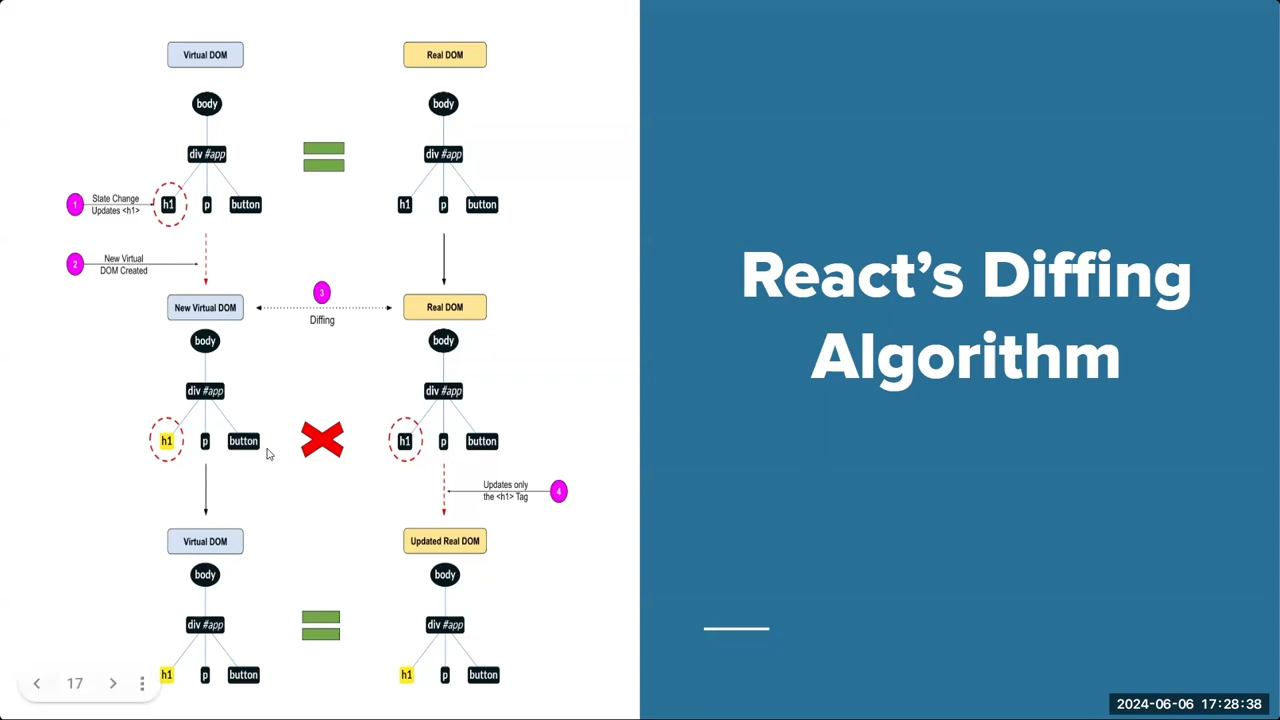 Virtual DOM
Real DOM
body
body
div #app
div #app
1
State Change
Updates <h1>
h1
p
button
h1
p
button
2
New Virtual
DOM Created
3
New Virtual DOM
Real DOM
Diffing
body
body
div #app
div #app
h1
p
button
h1
p
button
Updates only
the <h1> Tag
4
Virtual DOM
Updated Real DOM
body
body
div #app
div #app
h1
p
button
h1
p
button
17
React’s Diffing
Algorithm
2024-06-06 17:28:38